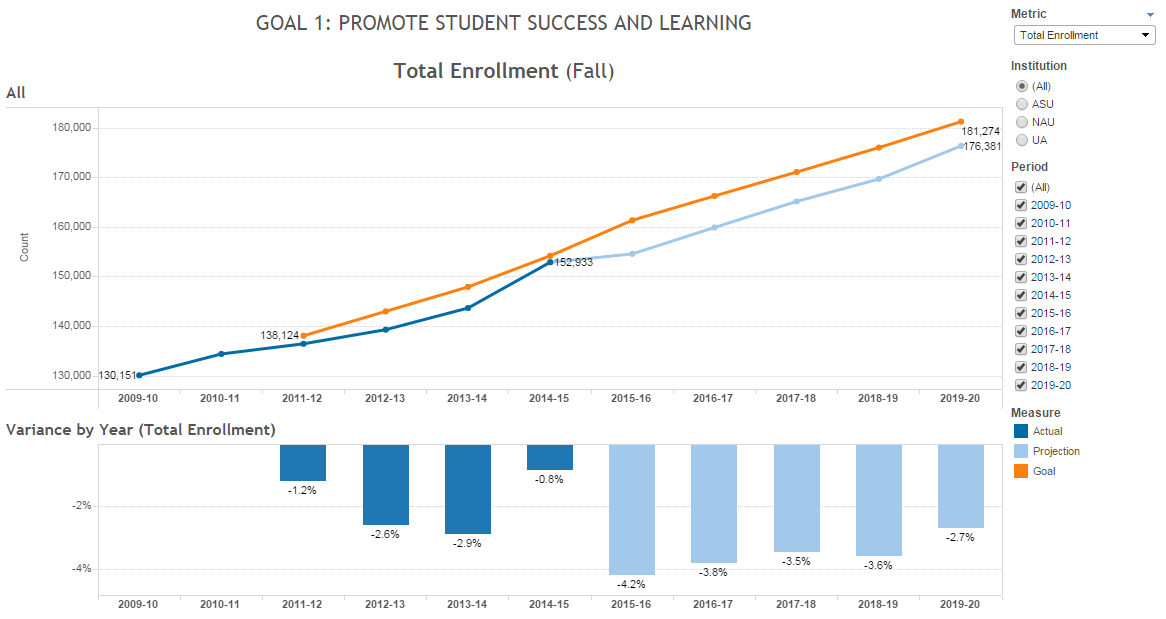 GOAL 1: PROMOTE STUDENT SUCCESS AND LEARNING
Total Enrollment (Fall)
All
180,000
170,000
160,000
150,000
140,000
130,000
Count
181,274
176,381
152,933
138,124
130,151
2009-10 2010-11 2011-12 2012-13 2013-14 2014-15 2015-16 2016-17 2017-18 2018-19 2019-20
Variance by Year (Total Enrollment)
-2%
-4%
-1.2%
-2.6%
-2.9%
-0.8%
-4.2%
-3.8%
-3.5%
-3.6%
-2.7%
2009-10 2010-11 2011-12 2012-13 2013-14 2014-15 2015-16 2016-17 2017-18 2018-19 2019-20
Metric
Total Enrollment
Institution
(All)
ASU
NAU
UA
Period
(All)
2009-10
2010-11
2011-12
2012-13
2013-14
2014-15
2015-16
2016-17
2017-18
2018-19
2019-20
Measure
Actual
Projection
Goal